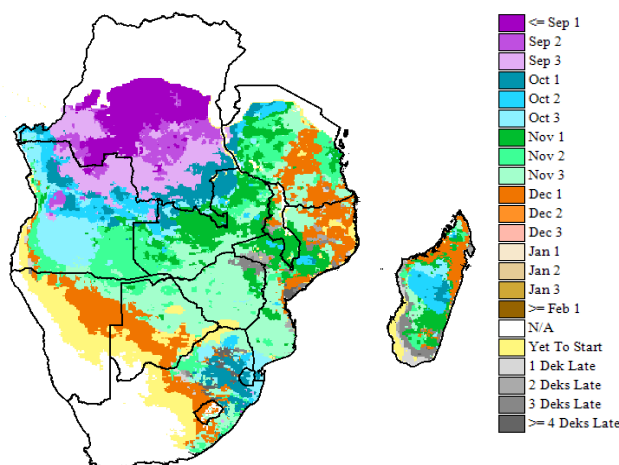 <= Sep 1
Sep 2
Sep 3
Oct 1
Oct 2
Oct 3
Nov 1
Nov 2
Nov 3
Dec 1
Dec 2
Dec 3
Jan 1
Jan 2
Jan 3
>= Feb 1
N/A
Yet To Start
1 Dek Late
2 Deks Late
3 Deks Late
>= 4 Deks Late